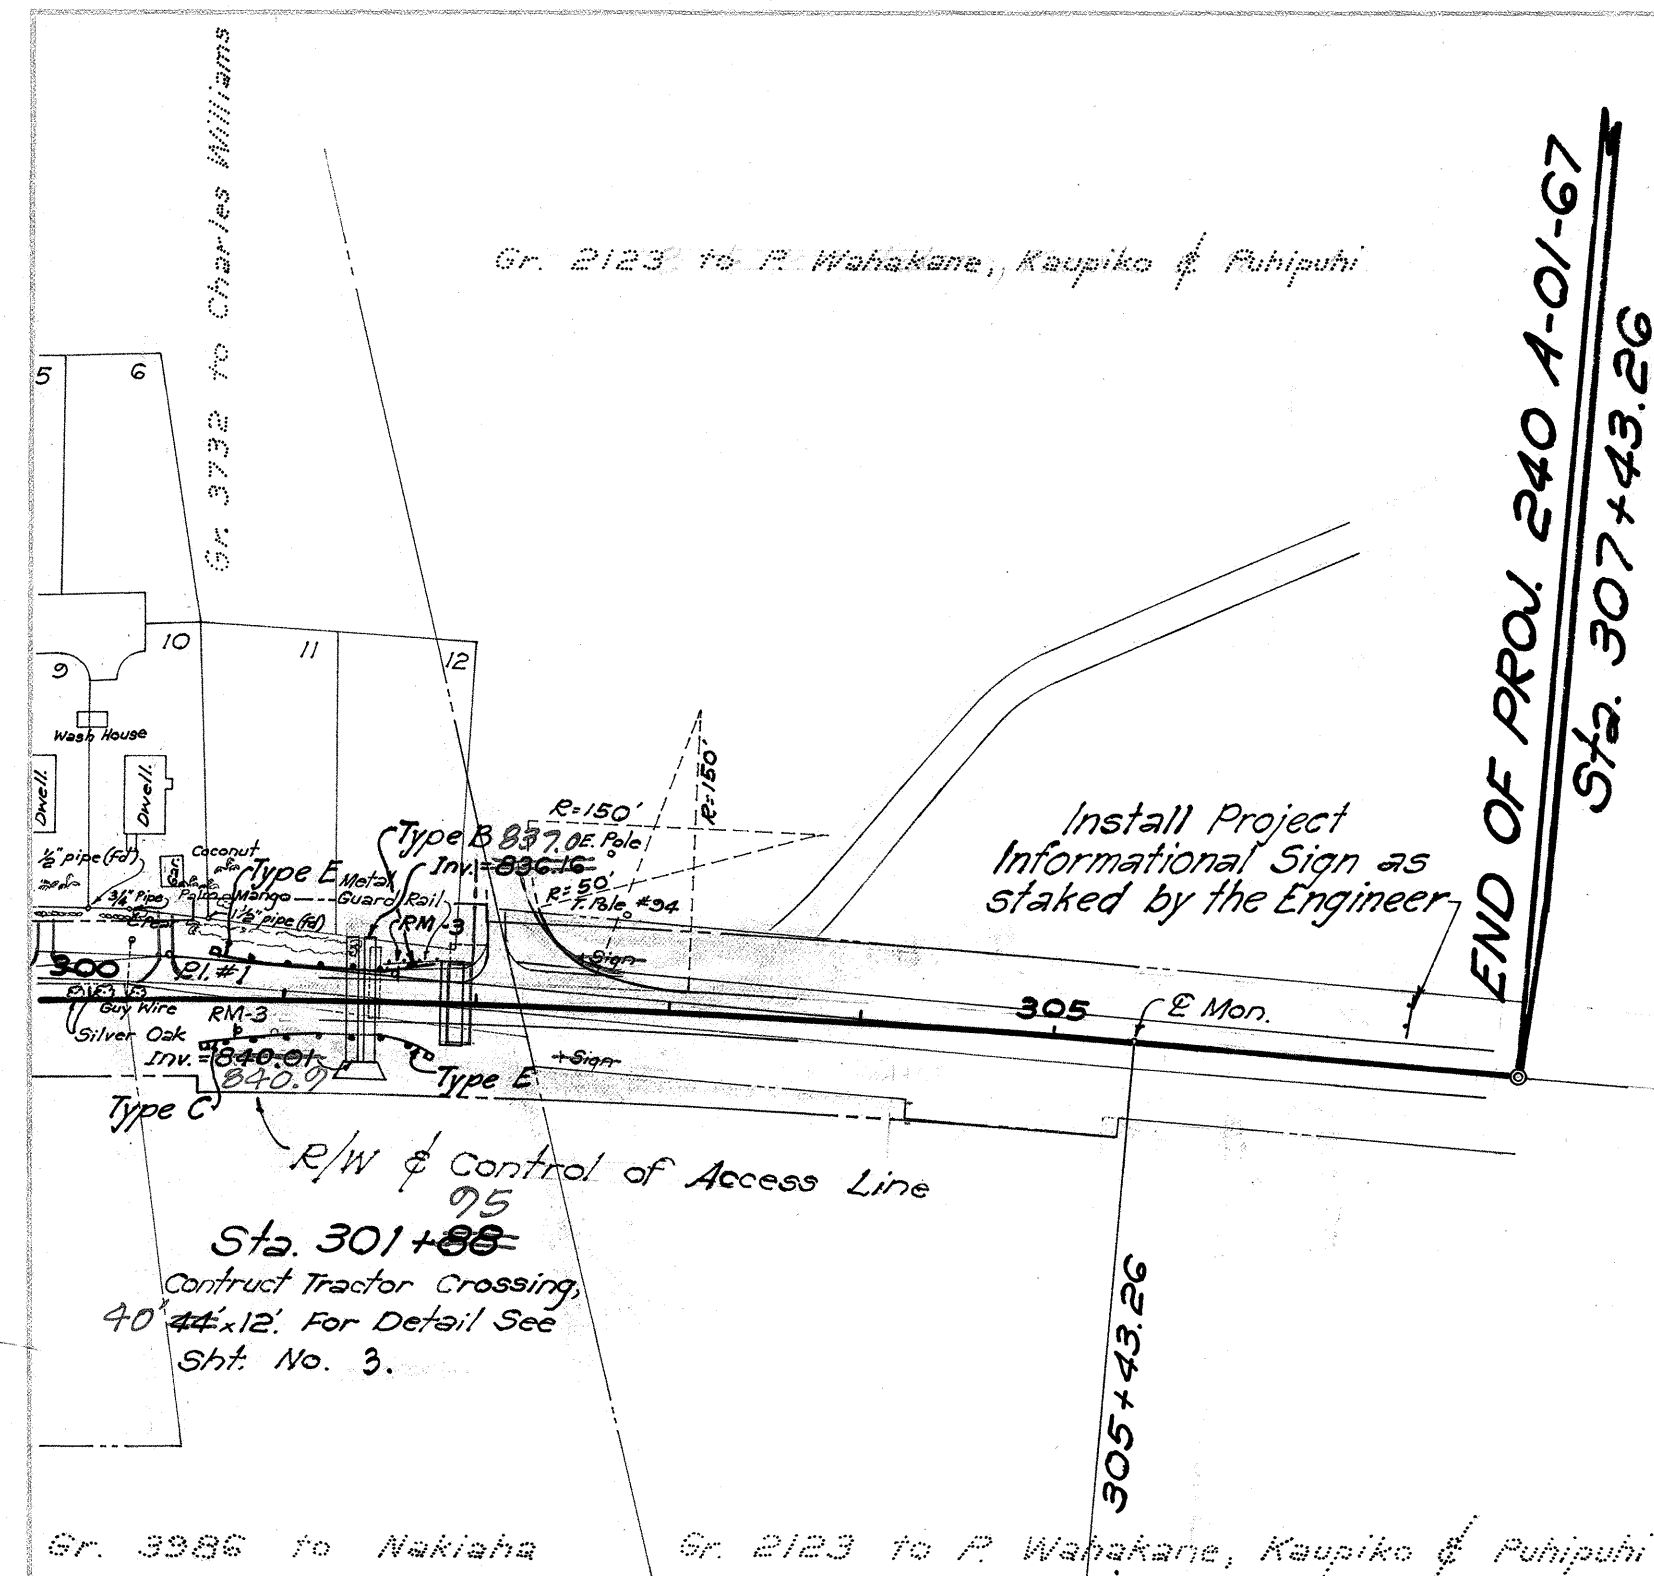 Gr. 3732 to Charles Williams
Gr. 2123 to P. Wahakane, Kaupiko & Puhipuhi
END OF PROJ. 240 A-01-67
Sta. 307+43.26
5
6
9
10
11
12
Wash House
Dwell.
Dwell.
1/2" pipe (fd)
Gar.
Coconut
3/4" Pipe
Palm
Mango
1 1/2" pipe (fd)
Type E
Metal
Guard Rail
Type B
837.0
E. Pole
Inv. = 836.16
RM-3
R=150'
R=150'
R=50'
T. Pole #94
+Sign
Install Project
Informational Sign as
staked by the Engineer
300
Pl. #1
305
℄ Mon.
Guy Wire
Silver Oak
RM-3
Inv. = 840.01
840.9
Type C
Type E
+Sign
R/W & Control of Access Line
95
Sta. 301+88
Contruct Tractor Crossing,
40' 44'x12'. For Detail See
Sht. No. 3.
305+43.26
Gr. 3986 to Nakiaha
Gr. 2123 to P. Wahakane, Kaupiko & Puhipuhi